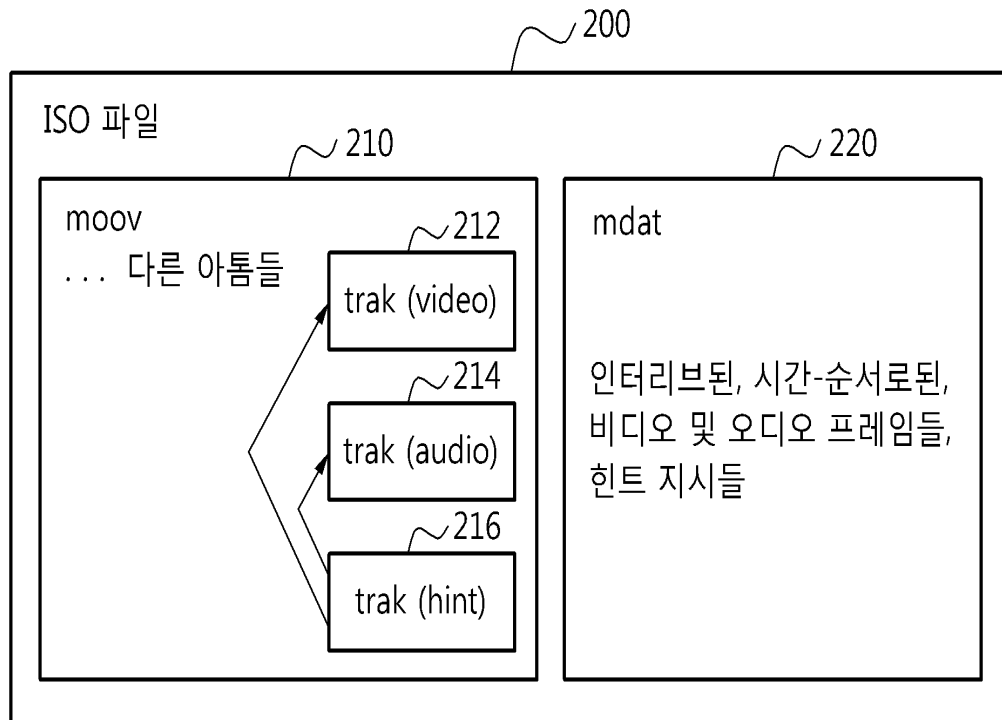 200
ISO 파일
210
220
moov
. . . 다른 아톰들
212
trak (video)
214
trak (audio)
216
trak (hint)
mdat
인터리브된, 시간-순서로된,
비디오 및 오디오 프레임들,
힌트 지시들